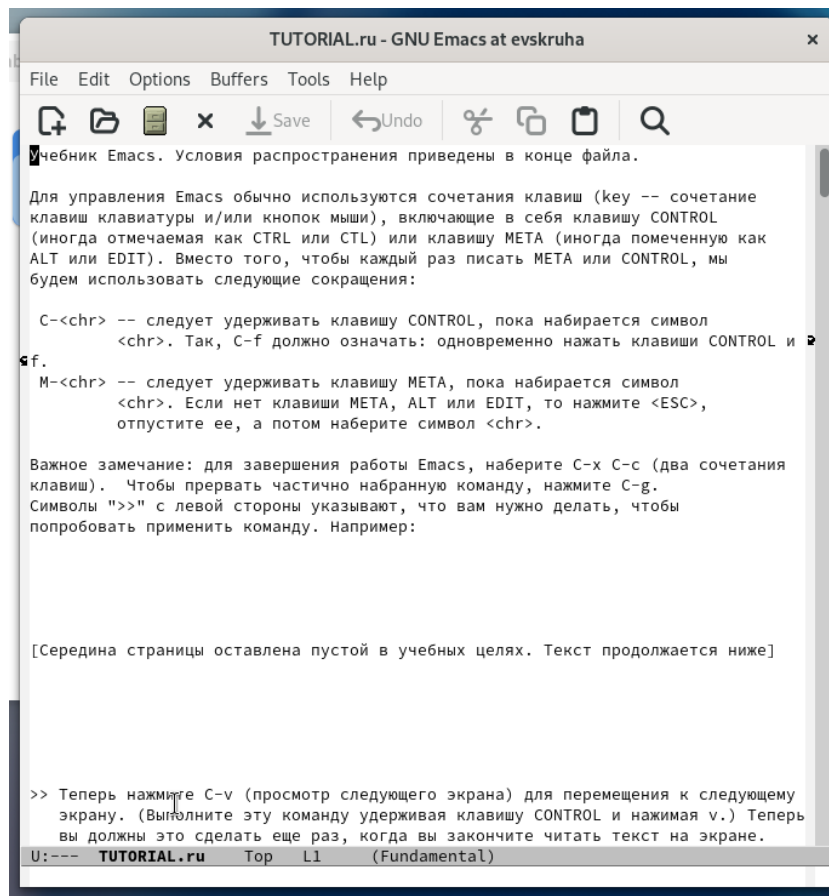 TUTORIAL.ru - GNU Emacs at evskruha
File Edit Options Buffers Tools Help
Save Undo
Учебник Emacs. Условия распространения приведены в конце файла.
Для управления Emacs обычно используются сочетания клавиш (key -- сочетание
клавиш клавиатуры и/или кнопок мыши), включающие в себя клавишу CONTROL
(иногда отмечаемая как CTRL или CTL) или клавишу META (иногда помеченную как
ALT или EDIT). Вместо того, чтобы каждый раз писать META или CONTROL, мы
будем использовать следующие сокращения:
C-<chr> -- следует удерживать клавишу CONTROL, пока набирается символ
<chr>. Так, C-f должно означать: одновременно нажать клавиши CONTROL и
f.
M-<chr> -- следует удерживать клавишу META, пока набирается символ
<chr>. Если нет клавиши META, ALT или EDIT, то нажмите <ESC>,
отпустите ее, а потом наберите символ <chr>.
Важное замечание: для завершения работы Emacs, наберите C-x C-c (два сочетания
клавиш).  Чтобы прервать частично набранную команду, нажмите C-g.
Символы ">>" с левой стороны указывают, что вам нужно делать, чтобы
попробовать применить команду. Например:
[Середина страницы оставлена пустой в учебных целях. Текст продолжается ниже]
>> Теперь нажмите C-v (просмотр следующего экрана) для перемещения к следующему
экрану. (Выполните эту команду удерживая клавишу CONTROL и нажимая v.) Теперь
вы должны это сделать еще раз, когда вы закончите читать текст на экране.
U:--- TUTORIAL.ru Top L1 (Fundamental)